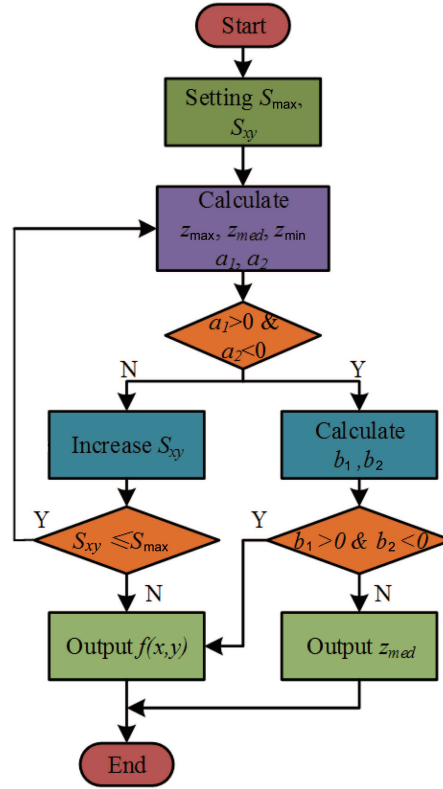 Start
Setting Smax,
Sxy
Calculate
zmax, zmed, zmin
a1, a2
a1>0 &
a2<0
N
Y
Increase Sxy
Calculate
b1 ,b2
Y
Sxy ≤Smax
Y
b1>0 & b2<0
N
N
Output f(x,y)
Output zmed
End